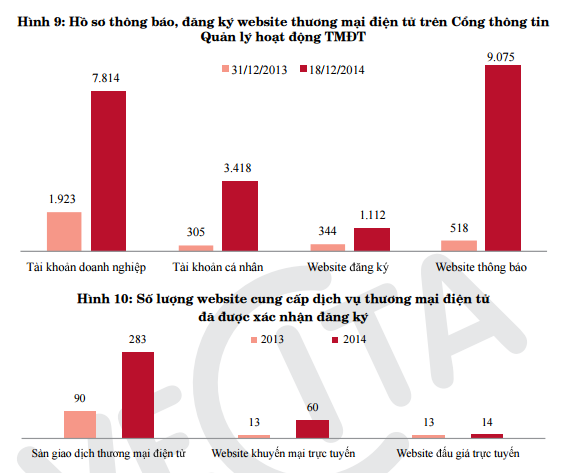 Hình 9: Hồ sơ thông báo, đăng ký website thương mại điện tử trên Cổng thông tin
Quản lý hoạt động TMĐT
31/12/2013 18/12/2014
9.075
7.814
3.418
1.923
305
344
1.112
518
Tài khoản doanh nghiệp Tài khoản cá nhân Website đăng ký Website thông báo
Hình 10: Số lượng website cung cấp dịch vụ thương mại điện tử
đã được xác nhận đăng ký
2013 2014
283
90
13
60
13
14
Sàn giao dịch thương mại điện tử Website khuyến mại trực tuyến Website đấu giá trực tuyến